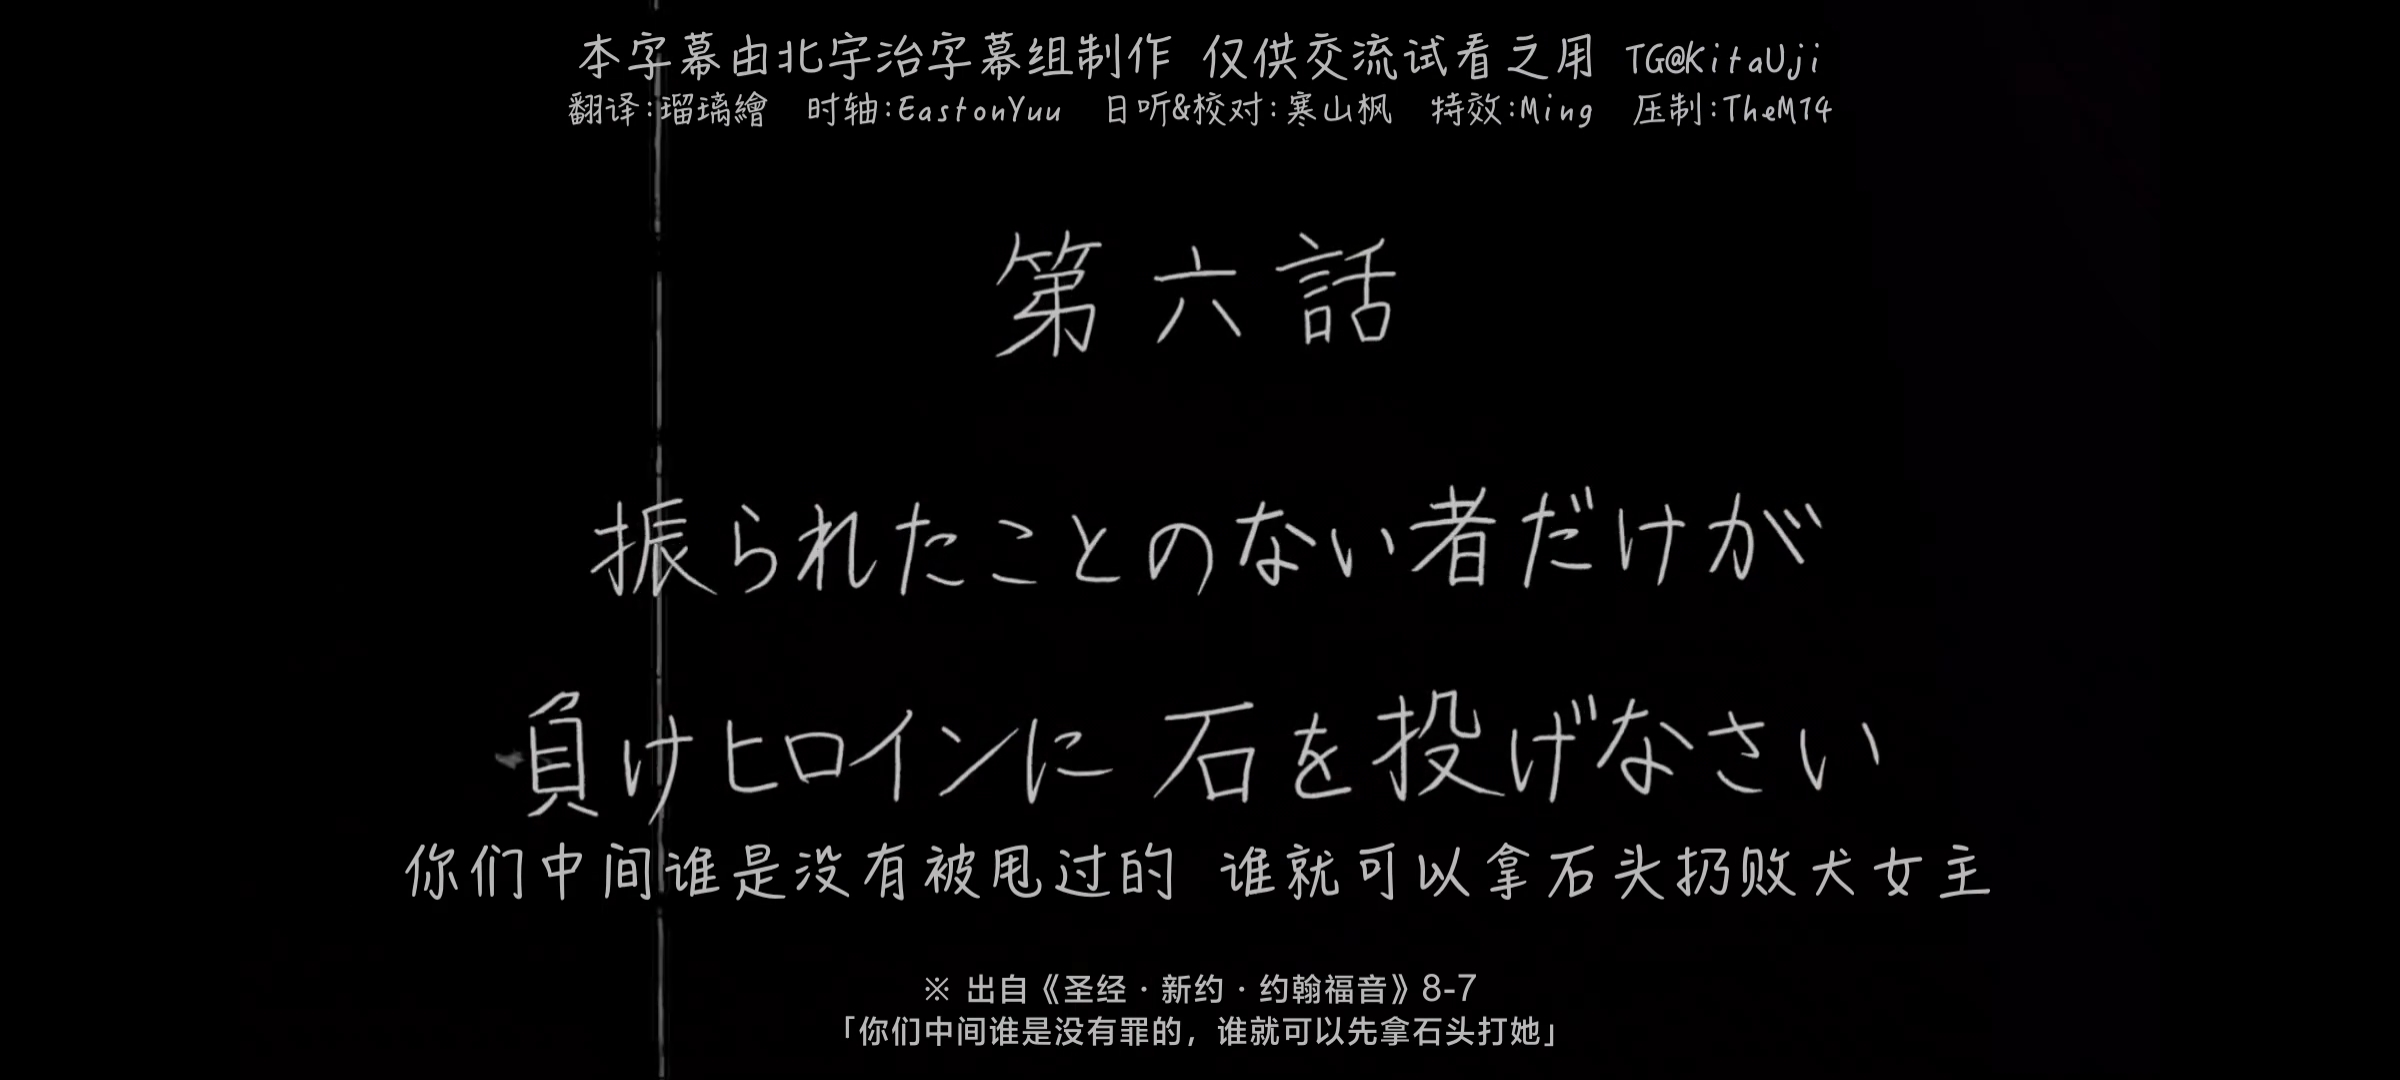 本字幕由北宇治字幕组制作 仅供交流试看之用 TG@KitaUji
翻译:瑠璃繪 时轴:EastonYuu 日听&校对:寒山枫 特效:Ming 压制:TheM14
第六話
振られたことのない者だけが
負けヒロインに 石を投げなさい
你们中间谁是没有被甩过的 谁就可以拿石头扔败犬女主
※ 出自《圣经·新约·约翰福音》8-7
「你们中间谁是没有罪的，谁就可以先拿石头打她」